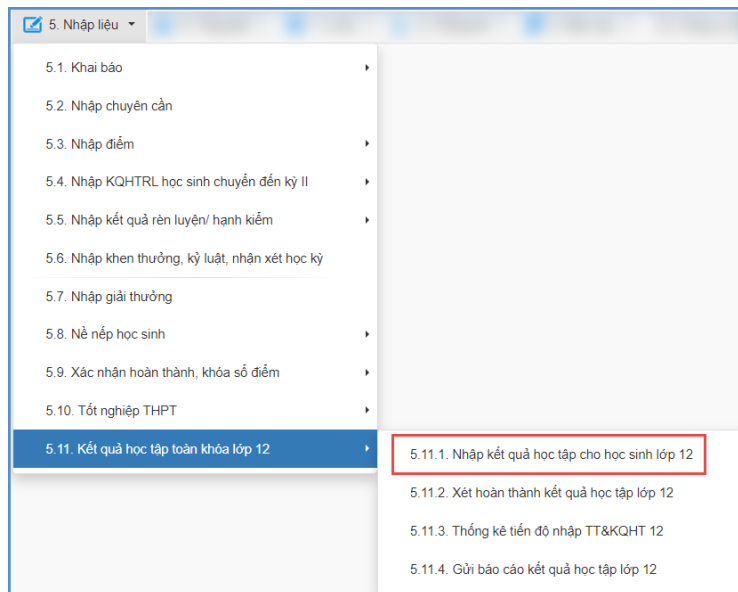 5. Nhập liệu
5.1. Khai báo
5.2. Nhập chuyên cần
5.3. Nhập điểm
5.4. Nhập KQHTRL học sinh chuyển đến kỳ II
5.5. Nhập kết quả rèn luyện/ hạnh kiểm
5.6. Nhập khen thưởng, kỷ luật, nhận xét học kỳ
5.7. Nhập giải thưởng
5.8. Nề nếp học sinh
5.9. Xác nhận hoàn thành, khóa sổ điểm
5.10. Tốt nghiệp THPT
5.11. Kết quả học tập toàn khóa lớp 12
5.11.1. Nhập kết quả học tập cho học sinh lớp 12
5.11.2. Xét hoàn thành kết quả học tập lớp 12
5.11.3. Thống kê tiến độ nhập TT&KQHT 12
5.11.4. Gửi báo cáo kết quả học tập lớp 12